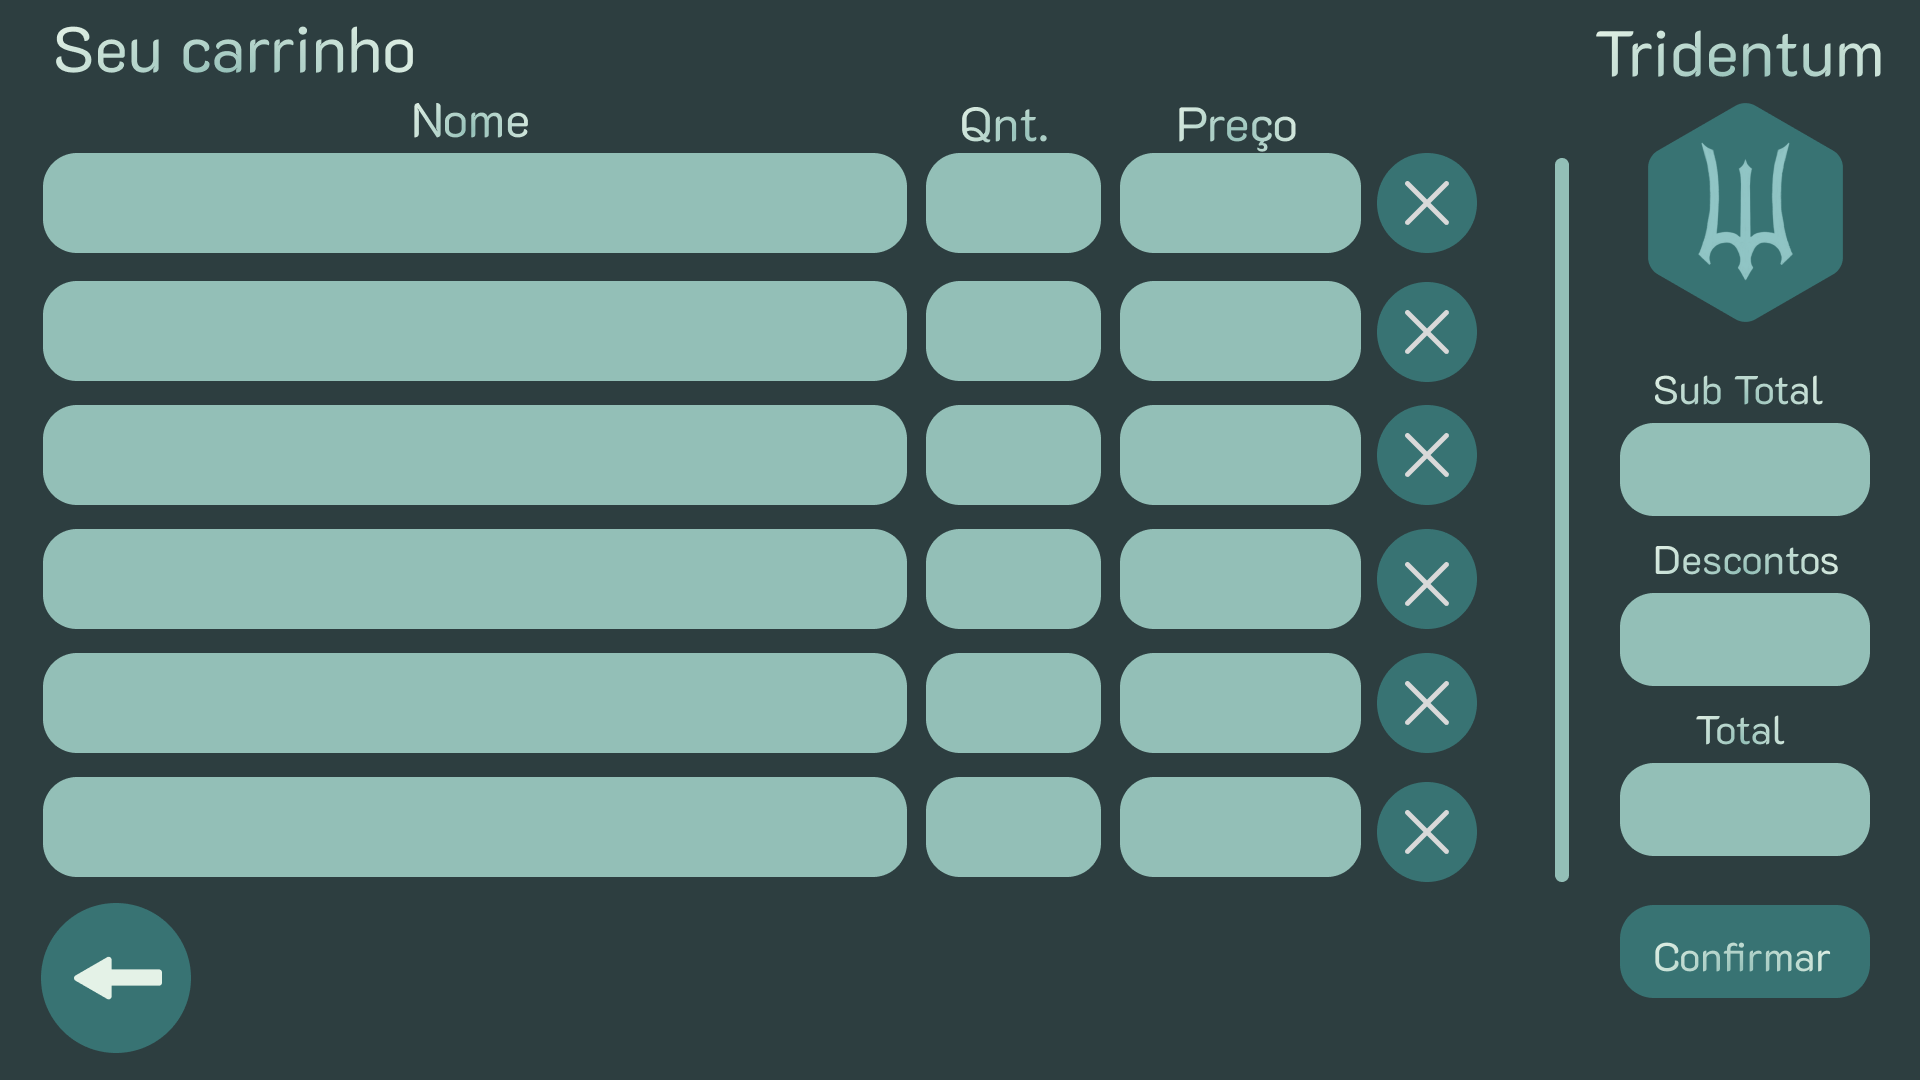 Seu carrinho
Tridentum
Nome
Qnt.
Preço
Sub Total
Descontos
Total
Confirmar